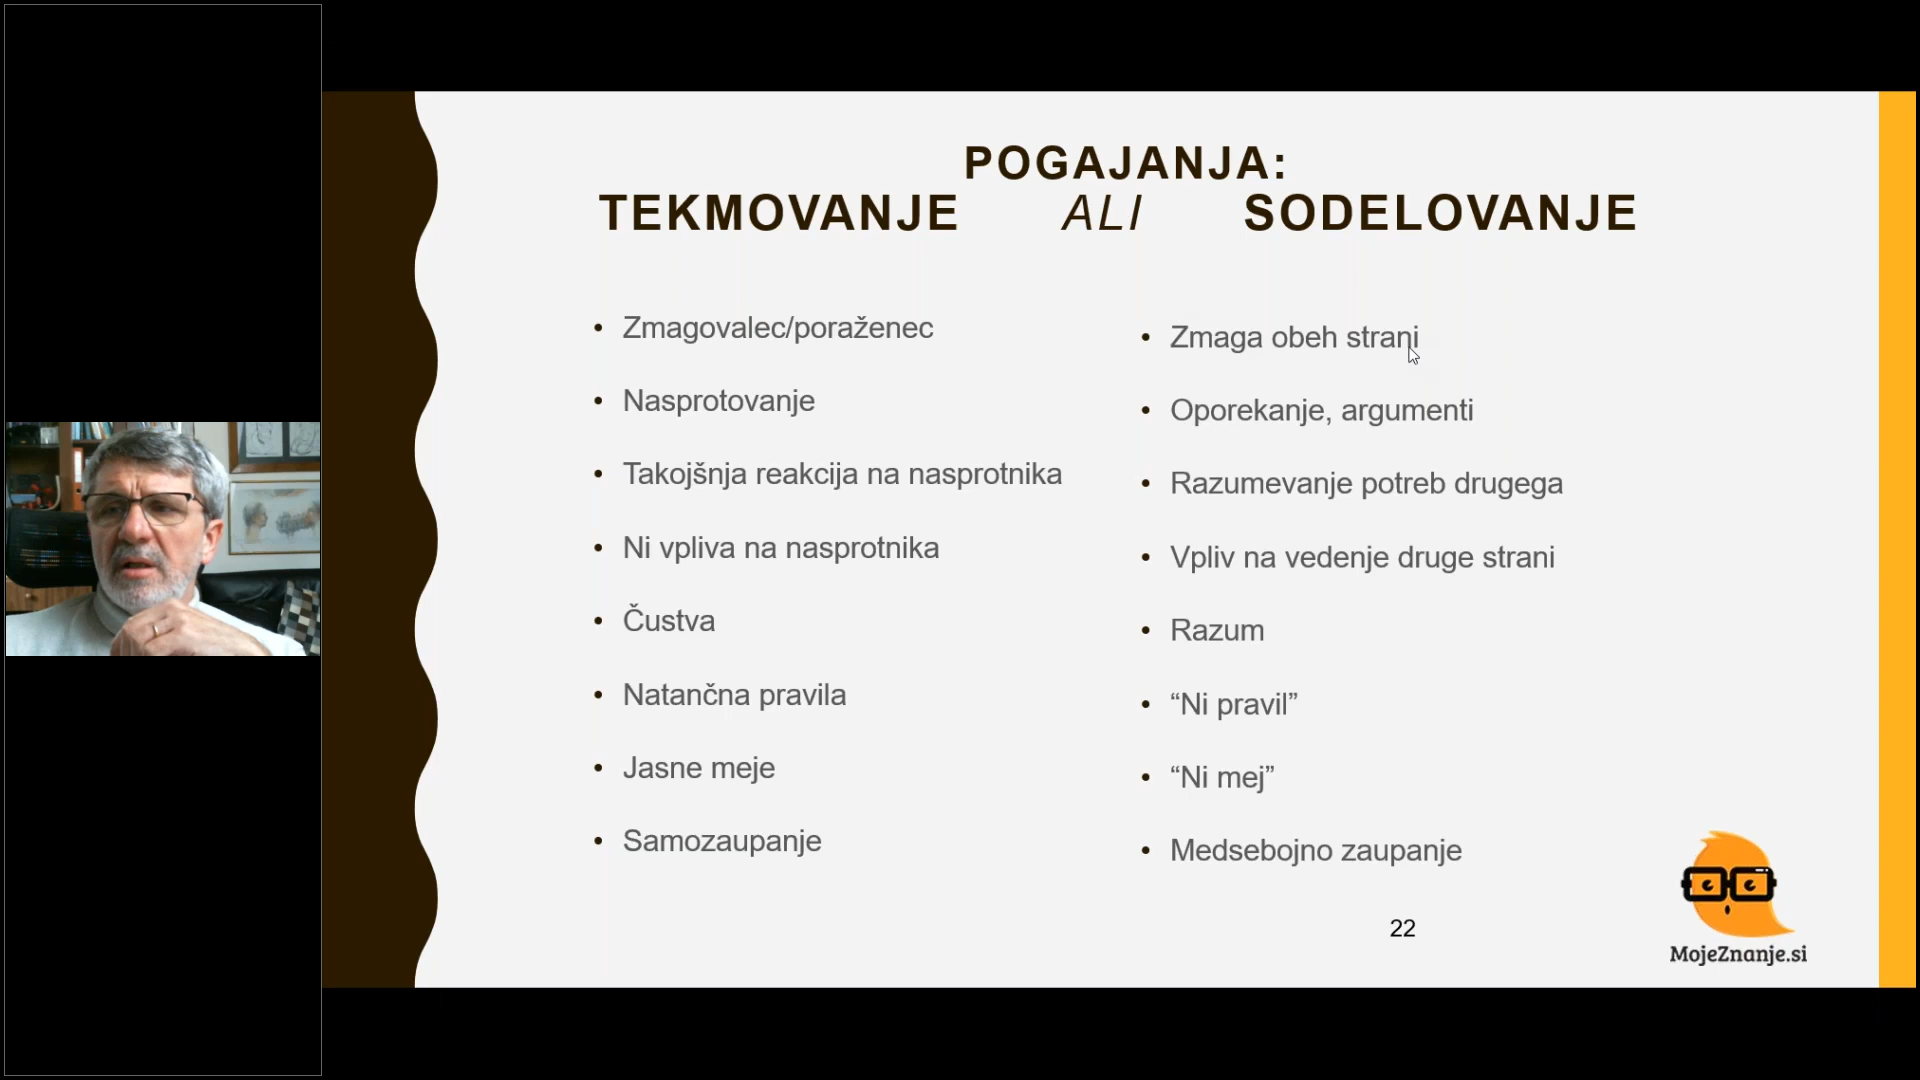 POGAJANJA:
TEKMOVANJE ALI SODELOVANJE
• Zmagovalec/poraženec
• Nasprotovanje
• Takojšnja reakcija na nasprotnika
• Ni vpliva na nasprotnika
• Čustva
• Natančna pravila
• Jasne meje
• Samozaupanje
• Zmaga obeh strani
• Oporekanje, argumenti
• Razumevanje potreb drugega
• Vpliv na vedenje druge strani
• Razum
• “Ni pravil”
• “Ni mej”
• Medsebojno zaupanje
22
MojeZnanje.si